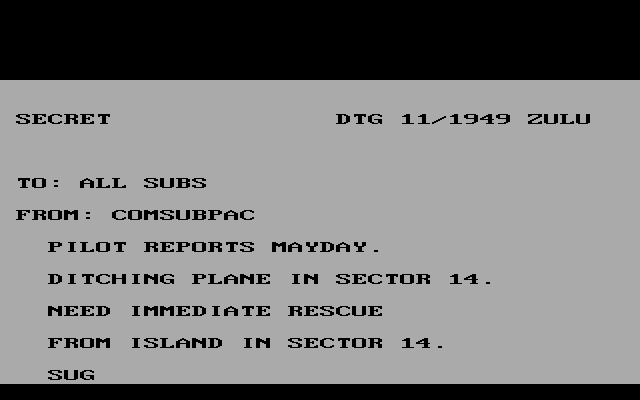 SECRET DTG 11/1949 ZULU
TO: ALL SUBS
FROM: COMSUBPAC
PILOT REPORTS MAYDAY.
DITCHING PLANE IN SECTOR 14.
NEED IMMEDIATE RESCUE
FROM ISLAND IN SECTOR 14.
SUG